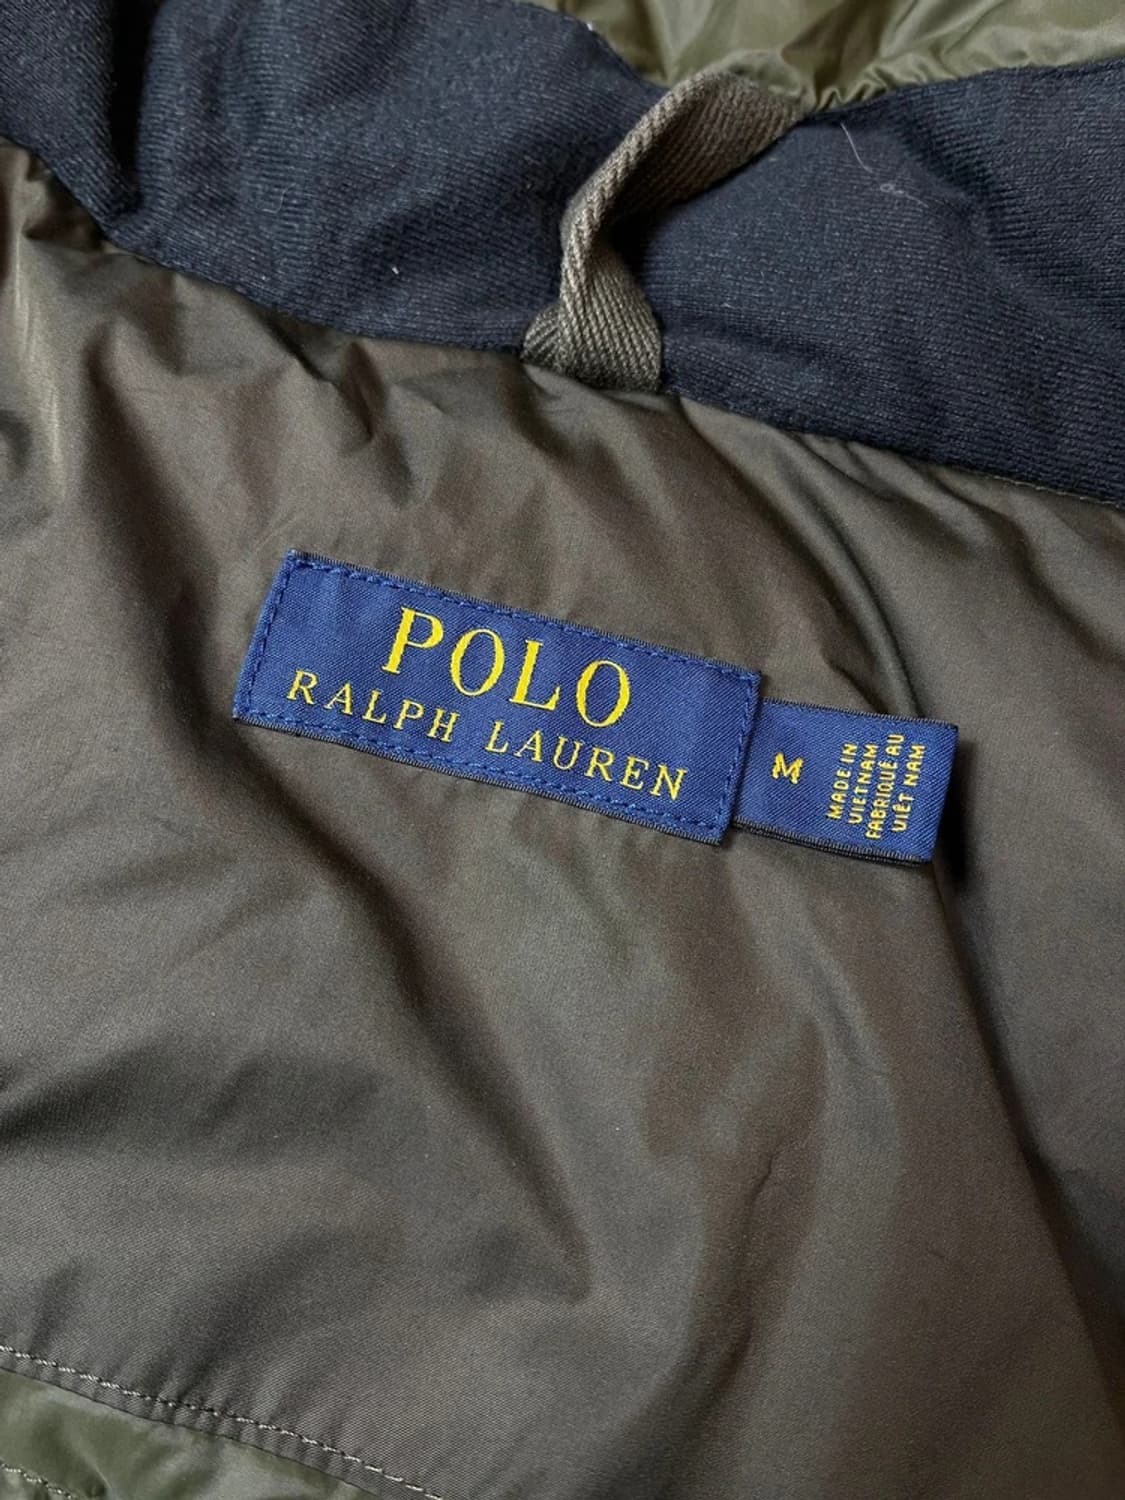 POLO
RALPH LAUREN
M
MADE IN
VIETNAM
FABRIQUÉ AU
VIÊT NAM